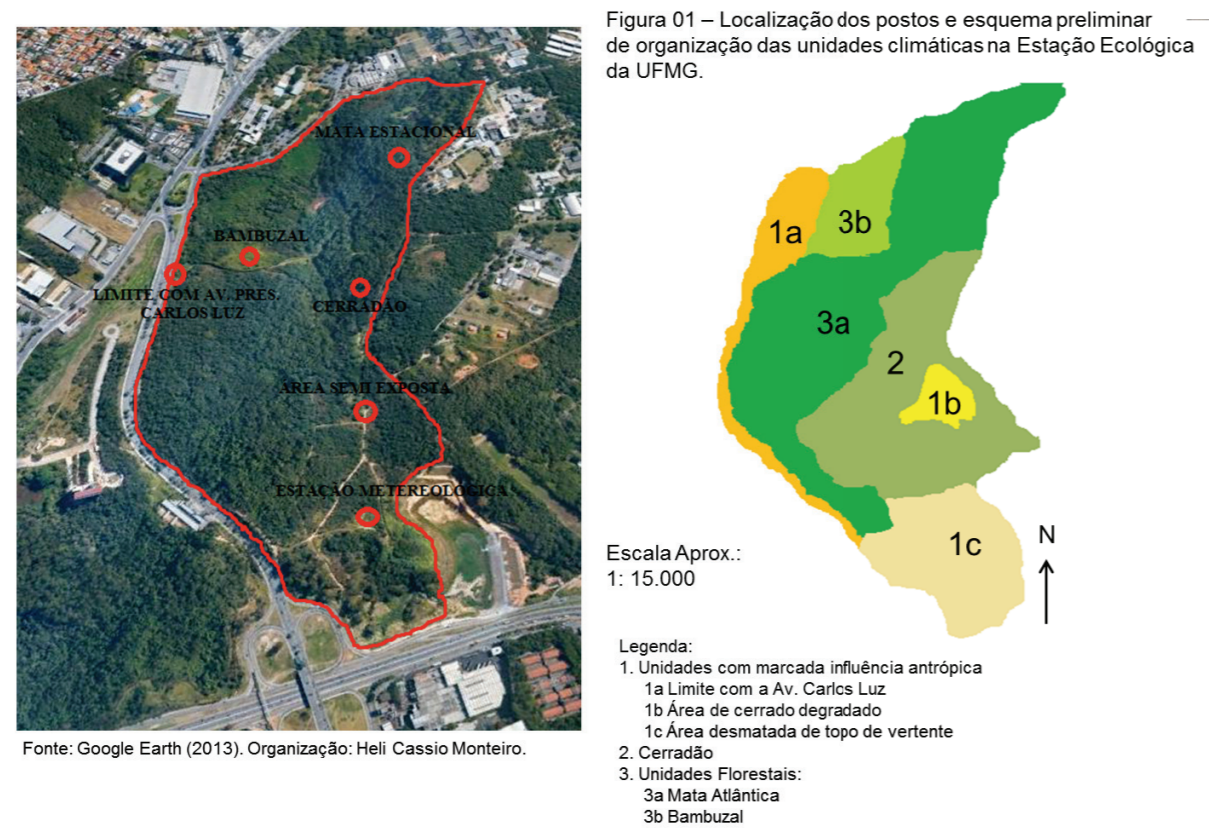 Figura 01 – Localização dos postos e esquema preliminar
de organização das unidades climáticas na Estação Ecológica
da UFMG.
MATA ESTACIONAL
BAMBUZAL
LIMITE COM AV. PRES.
CARLOS LUZ
CERRADÃO
ÁREA SEMI EXPOSTA
ESTAÇÃO METEREOLÓGICA
Fonte: Google Earth (2013). Organização: Heli Cassio Monteiro.
1a
3b
3a
2
1b
1c
N
Escala Aprox.:
1: 15.000
Legenda:
1. Unidades com marcada influência antrópica
1a Limite com a Av. Carlcs Luz
1b Área de cerrado degradado
1c Área desmatada de topo de vertente
2. Cerradão
3. Unidades Florestais:
3a Mata Atlântica
3b Bambuzal